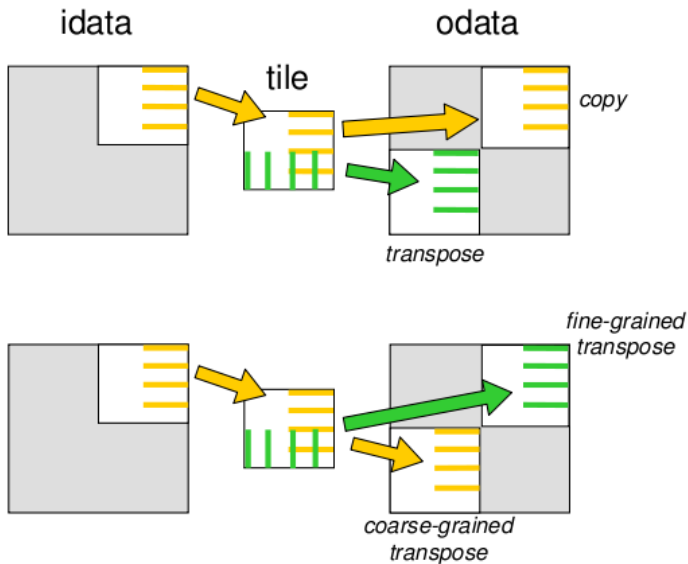 idata
tile
odata
copy
transpose
fine-grained
transpose
coarse-grained
transpose